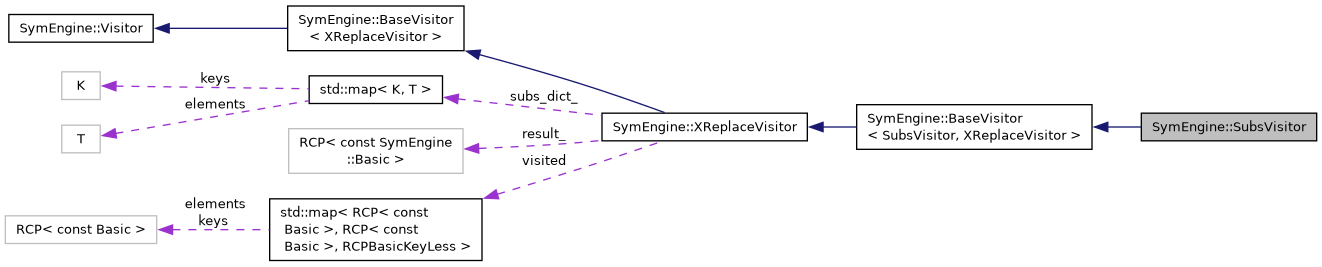 SymEngine::Visitor
SymEngine::BaseVisitor
< XReplaceVisitor >
K
keys
std::map< K, T >
elements
T
subs_dict_
RCP< const SymEngine
::Basic >
result_
visited
SymEngine::XReplaceVisitor
SymEngine::BaseVisitor
< SubsVisitor, XReplaceVisitor >
SymEngine::SubsVisitor
RCP< const Basic >
elements
keys
std::map< RCP< const
Basic >, RCP< const
Basic >, RCPBasicKeyLess >